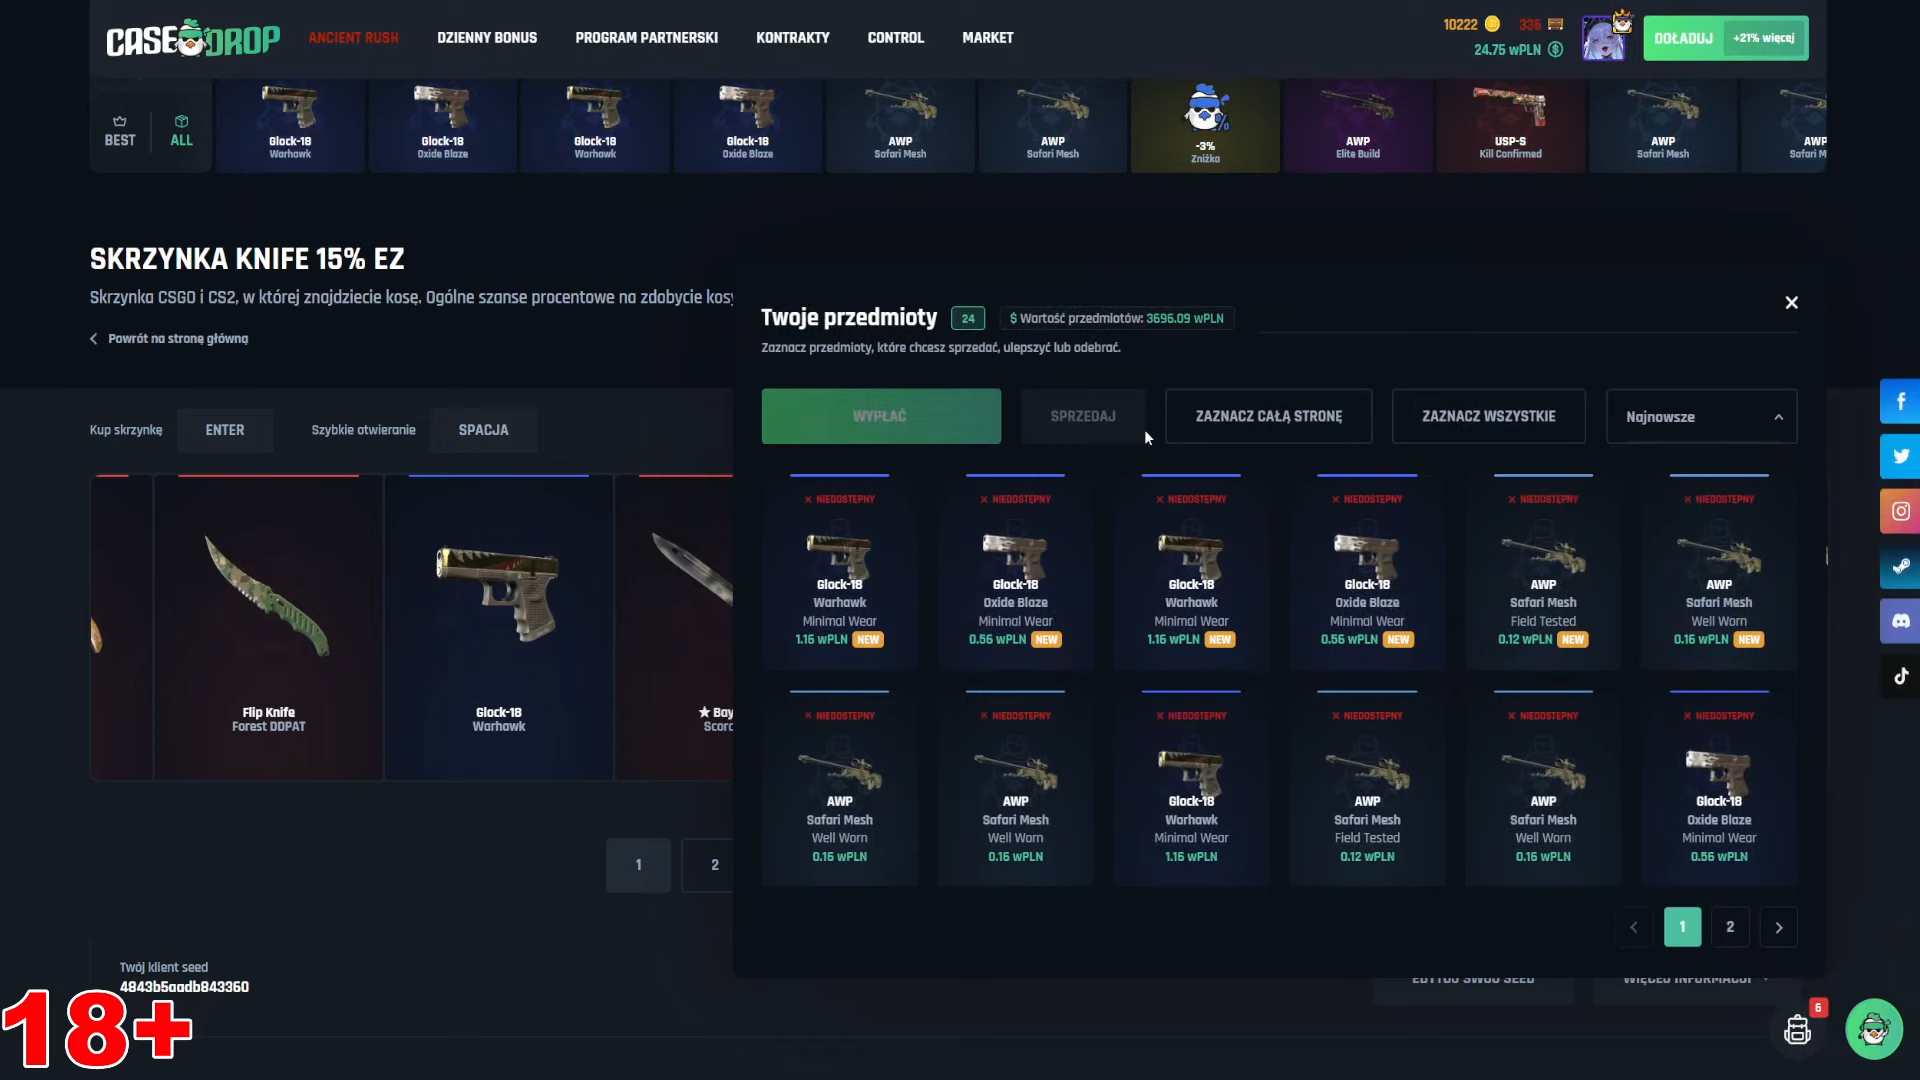 CASE DROP
ANCIENT RUSH
DZIENNY BONUS
PROGRAM PARTNERSKI
KONTRAKTY
CONTROL
MARKET
10222
336
24.75 wPLN
DOŁADUJ
+21% więcej
BEST
ALL
Glock-18
Warhawk
Glock-18
Oxide Blaze
Glock-18
Warhawk
Glock-18
Oxide Blaze
AWP
Safari Mesh
AWP
Safari Mesh
-3%
Zniżka
AWP
Elite Build
USP-S
Kill Confirmed
AWP
Safari Mesh
AWP
Safari M
SKRZYNKA KNIFE 15% EZ
Skrzynka CSGO i CS2, w której znajdziecie kosę. Ogólne szanse procentowe na zdobycie kosy
Powrót na stronę główną
Kup skrzynkę
ENTER
Szybkie otwieranie
SPACJA
Flip Knife
Forest DDPAT
Glock-18
Warhawk
★ Bay
Scorc
1
2
Twój klient seed
4843b5aadb843360
Twoje przedmioty
24
$ Wartość przedmiotów: 3696.09 wPLN
Zaznacz przedmioty, które chcesz sprzedać, ulepszyć lub odebrać.
WYPŁAĆ
SPRZEDAJ
ZAZNACZ CAŁĄ STRONĘ
ZAZNACZ WSZYSTKIE
Najnowsze
NIEDOSTĘPNY
Glock-18
Warhawk
Minimal Wear
1.16 wPLN NEW
NIEDOSTĘPNY
Glock-18
Oxide Blaze
Minimal Wear
0.56 wPLN NEW
NIEDOSTĘPNY
Glock-18
Warhawk
Minimal Wear
1.16 wPLN NEW
NIEDOSTĘPNY
Glock-18
Oxide Blaze
Minimal Wear
0.56 wPLN NEW
NIEDOSTĘPNY
AWP
Safari Mesh
Field Tested
0.12 wPLN NEW
NIEDOSTĘPNY
AWP
Safari Mesh
Well Worn
0.16 wPLN NEW
NIEDOSTĘPNY
AWP
Safari Mesh
Well Worn
0.16 wPLN
NIEDOSTĘPNY
AWP
Safari Mesh
Well Worn
0.16 wPLN
NIEDOSTĘPNY
Glock-18
Warhawk
Minimal Wear
1.16 wPLN
NIEDOSTĘPNY
AWP
Safari Mesh
Field Tested
0.12 wPLN
NIEDOSTĘPNY
AWP
Safari Mesh
Well Worn
0.16 wPLN
NIEDOSTĘPNY
Glock-18
Oxide Blaze
Minimal Wear
0.56 wPLN
1
2
EDYTUJ SWÓJ SEED
WIĘCEJ INFORMACJI
6
18+